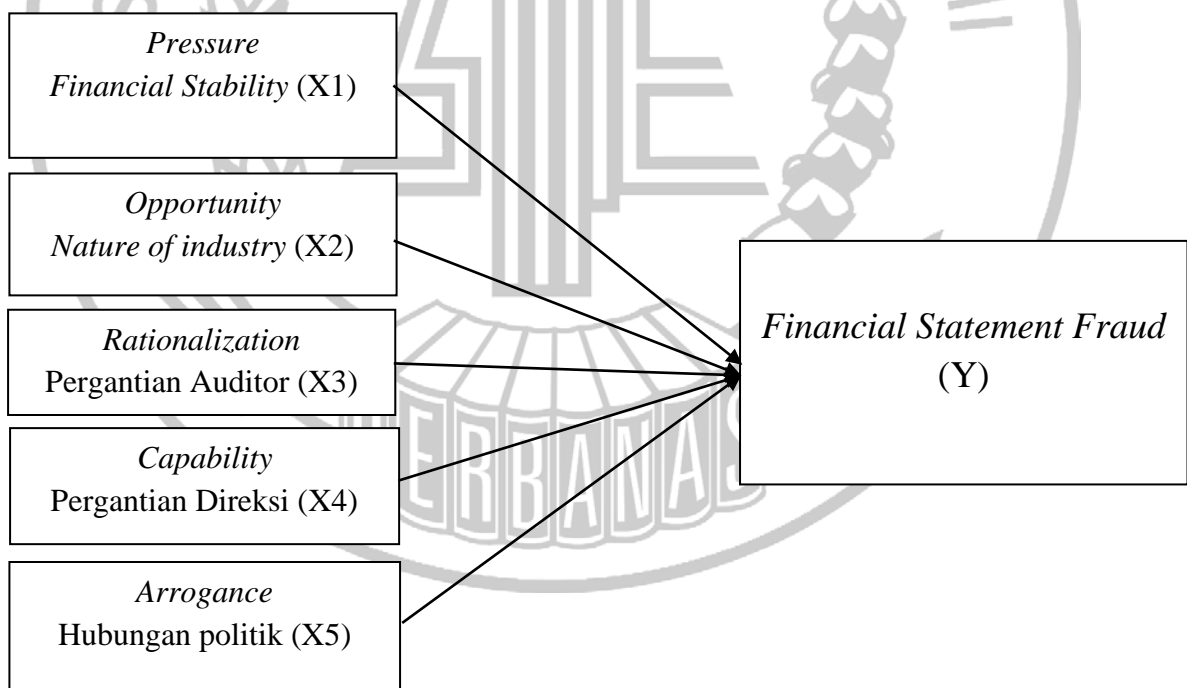 Pressure
Financial Stability (X1)
Opportunity
Nature of industry (X2)
Rationalization
Pergantian Auditor (X3)
Capability
Pergantian Direksi (X4)
Arrogance
Hubungan politik (X5)
Financial Statement Fraud
(Y)
ERBANAS